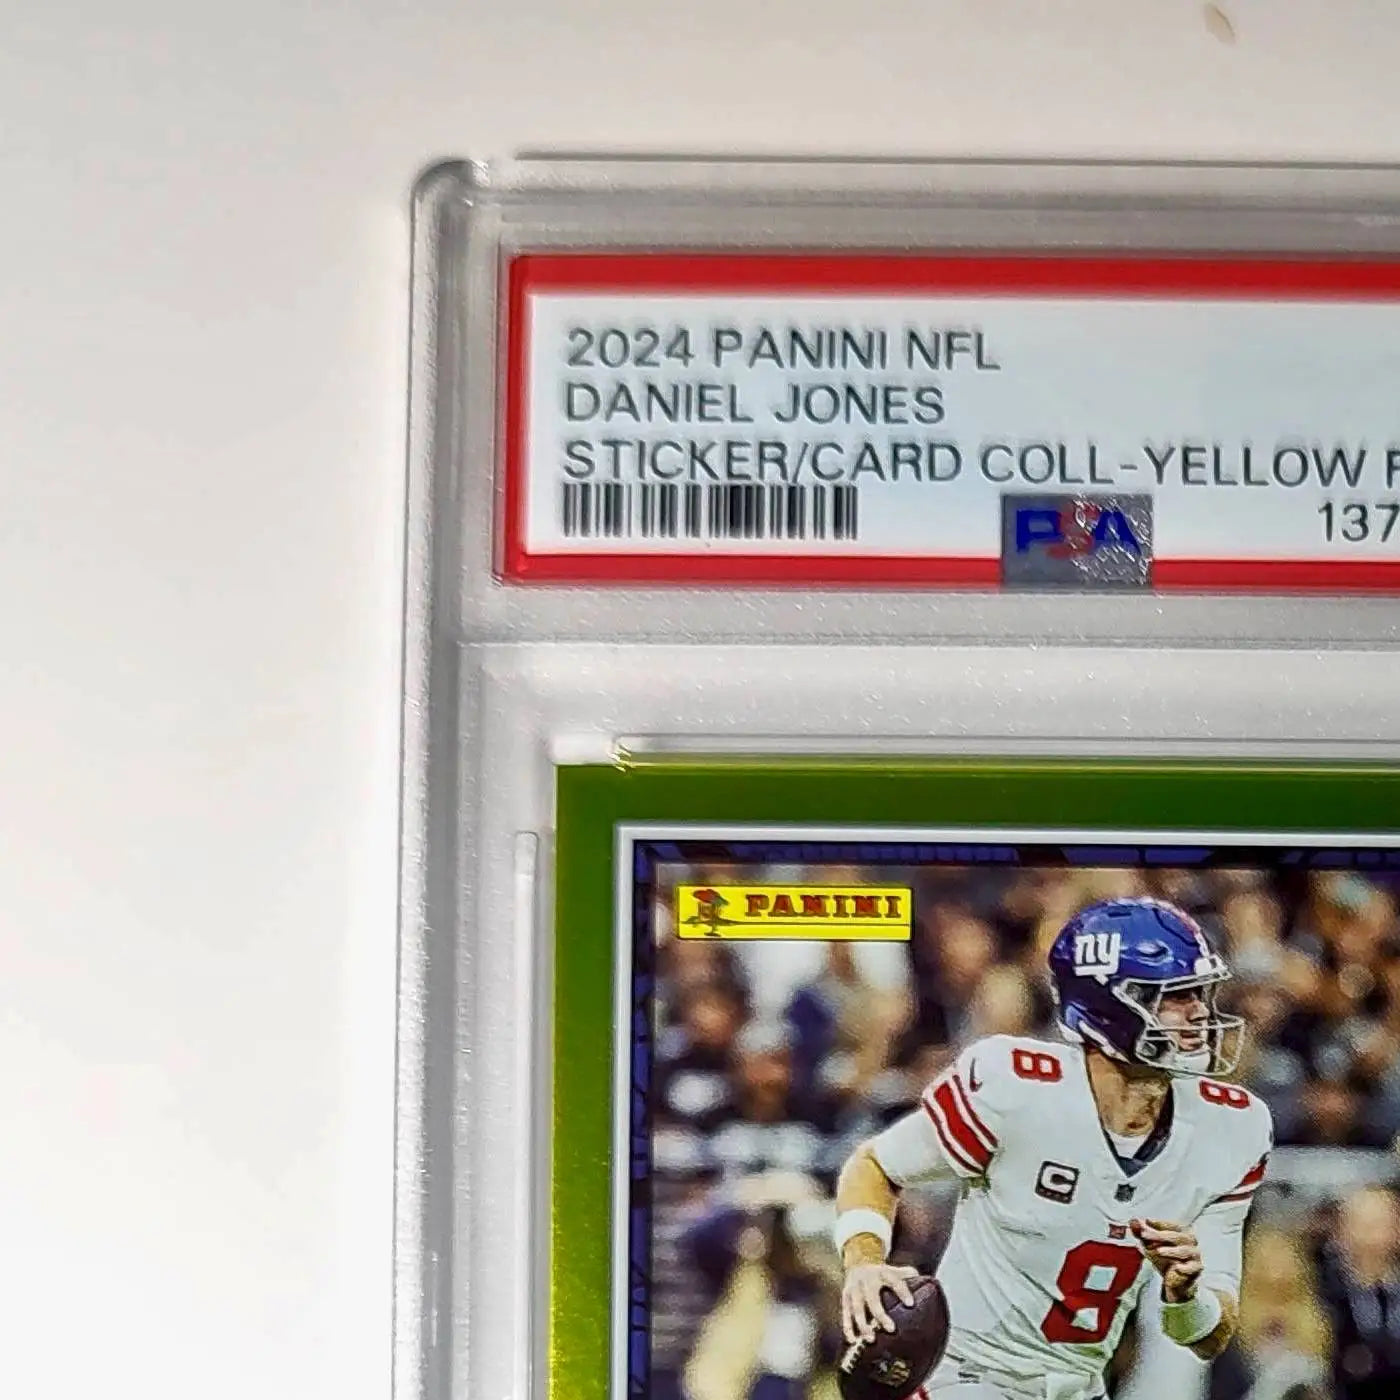 2024 PANINI NFL
DANIEL JONES
STICKER/CARD COLL-YELLOW F
137
PSA
PANINI
ny
8
8
C
8